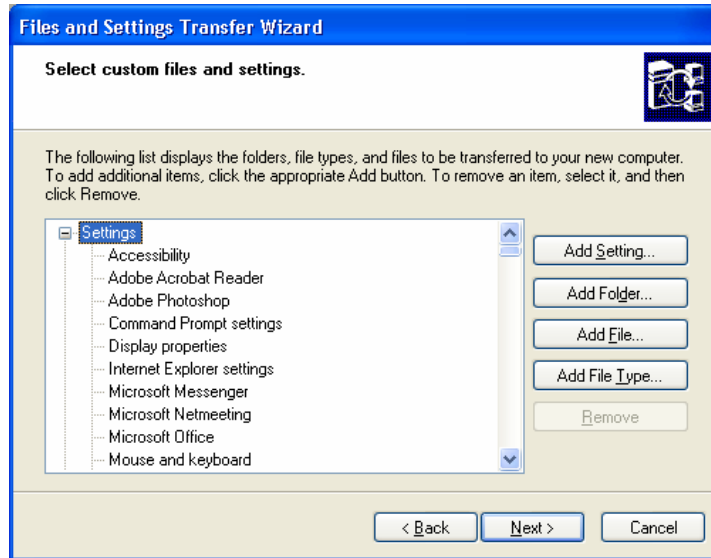 Files and Settings Transfer Wizard
Select custom files and settings.
The following list displays the folders, file types, and files to be transferred to your new computer.
To add additional items, click the appropriate Add button. To remove an item, select it, and then
click Remove.
Settings
Accessibility
Adobe Acrobat Reader
Adobe Photoshop
Command Prompt settings
Display properties
Internet Explorer settings
Microsoft Messenger
Microsoft Netmeeting
Microsoft Office
Mouse and keyboard
Add Setting...
Add Folder...
Add File...
Add File Type...
Remove
< Back
Next >
Cancel